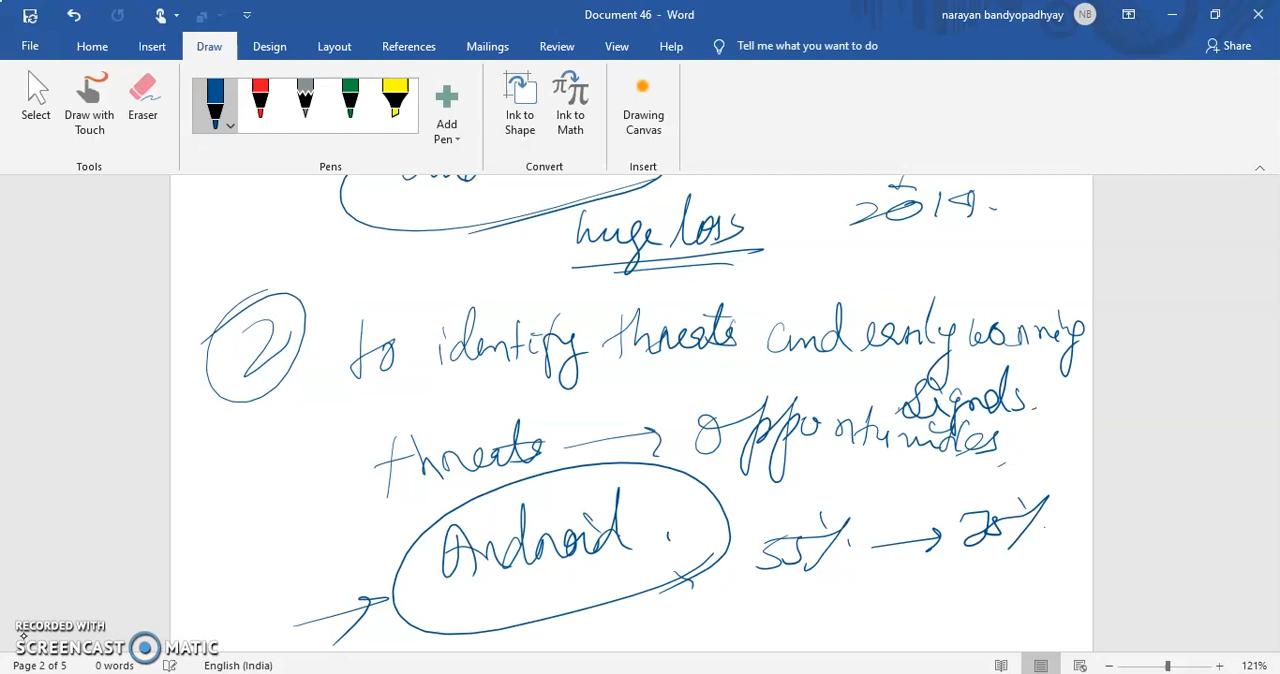 Document 46 - Word
narayan bandyopadhyay NB
File Home Insert Draw Design Layout References Mailings Review View Help Tell me what you want to do Share
Select Draw with Touch Eraser
Add Pen
Ink to Shape Ink to Math
Drawing Canvas
Tools Pens Convert Insert
2014.
huge loss
2 to identify threats and early warning
signals.
threats → opportunities
Android. 55% →
RECORDED WITH
SCREENCAST MATIC
Page 2 of 5 0 words English (India) 121%